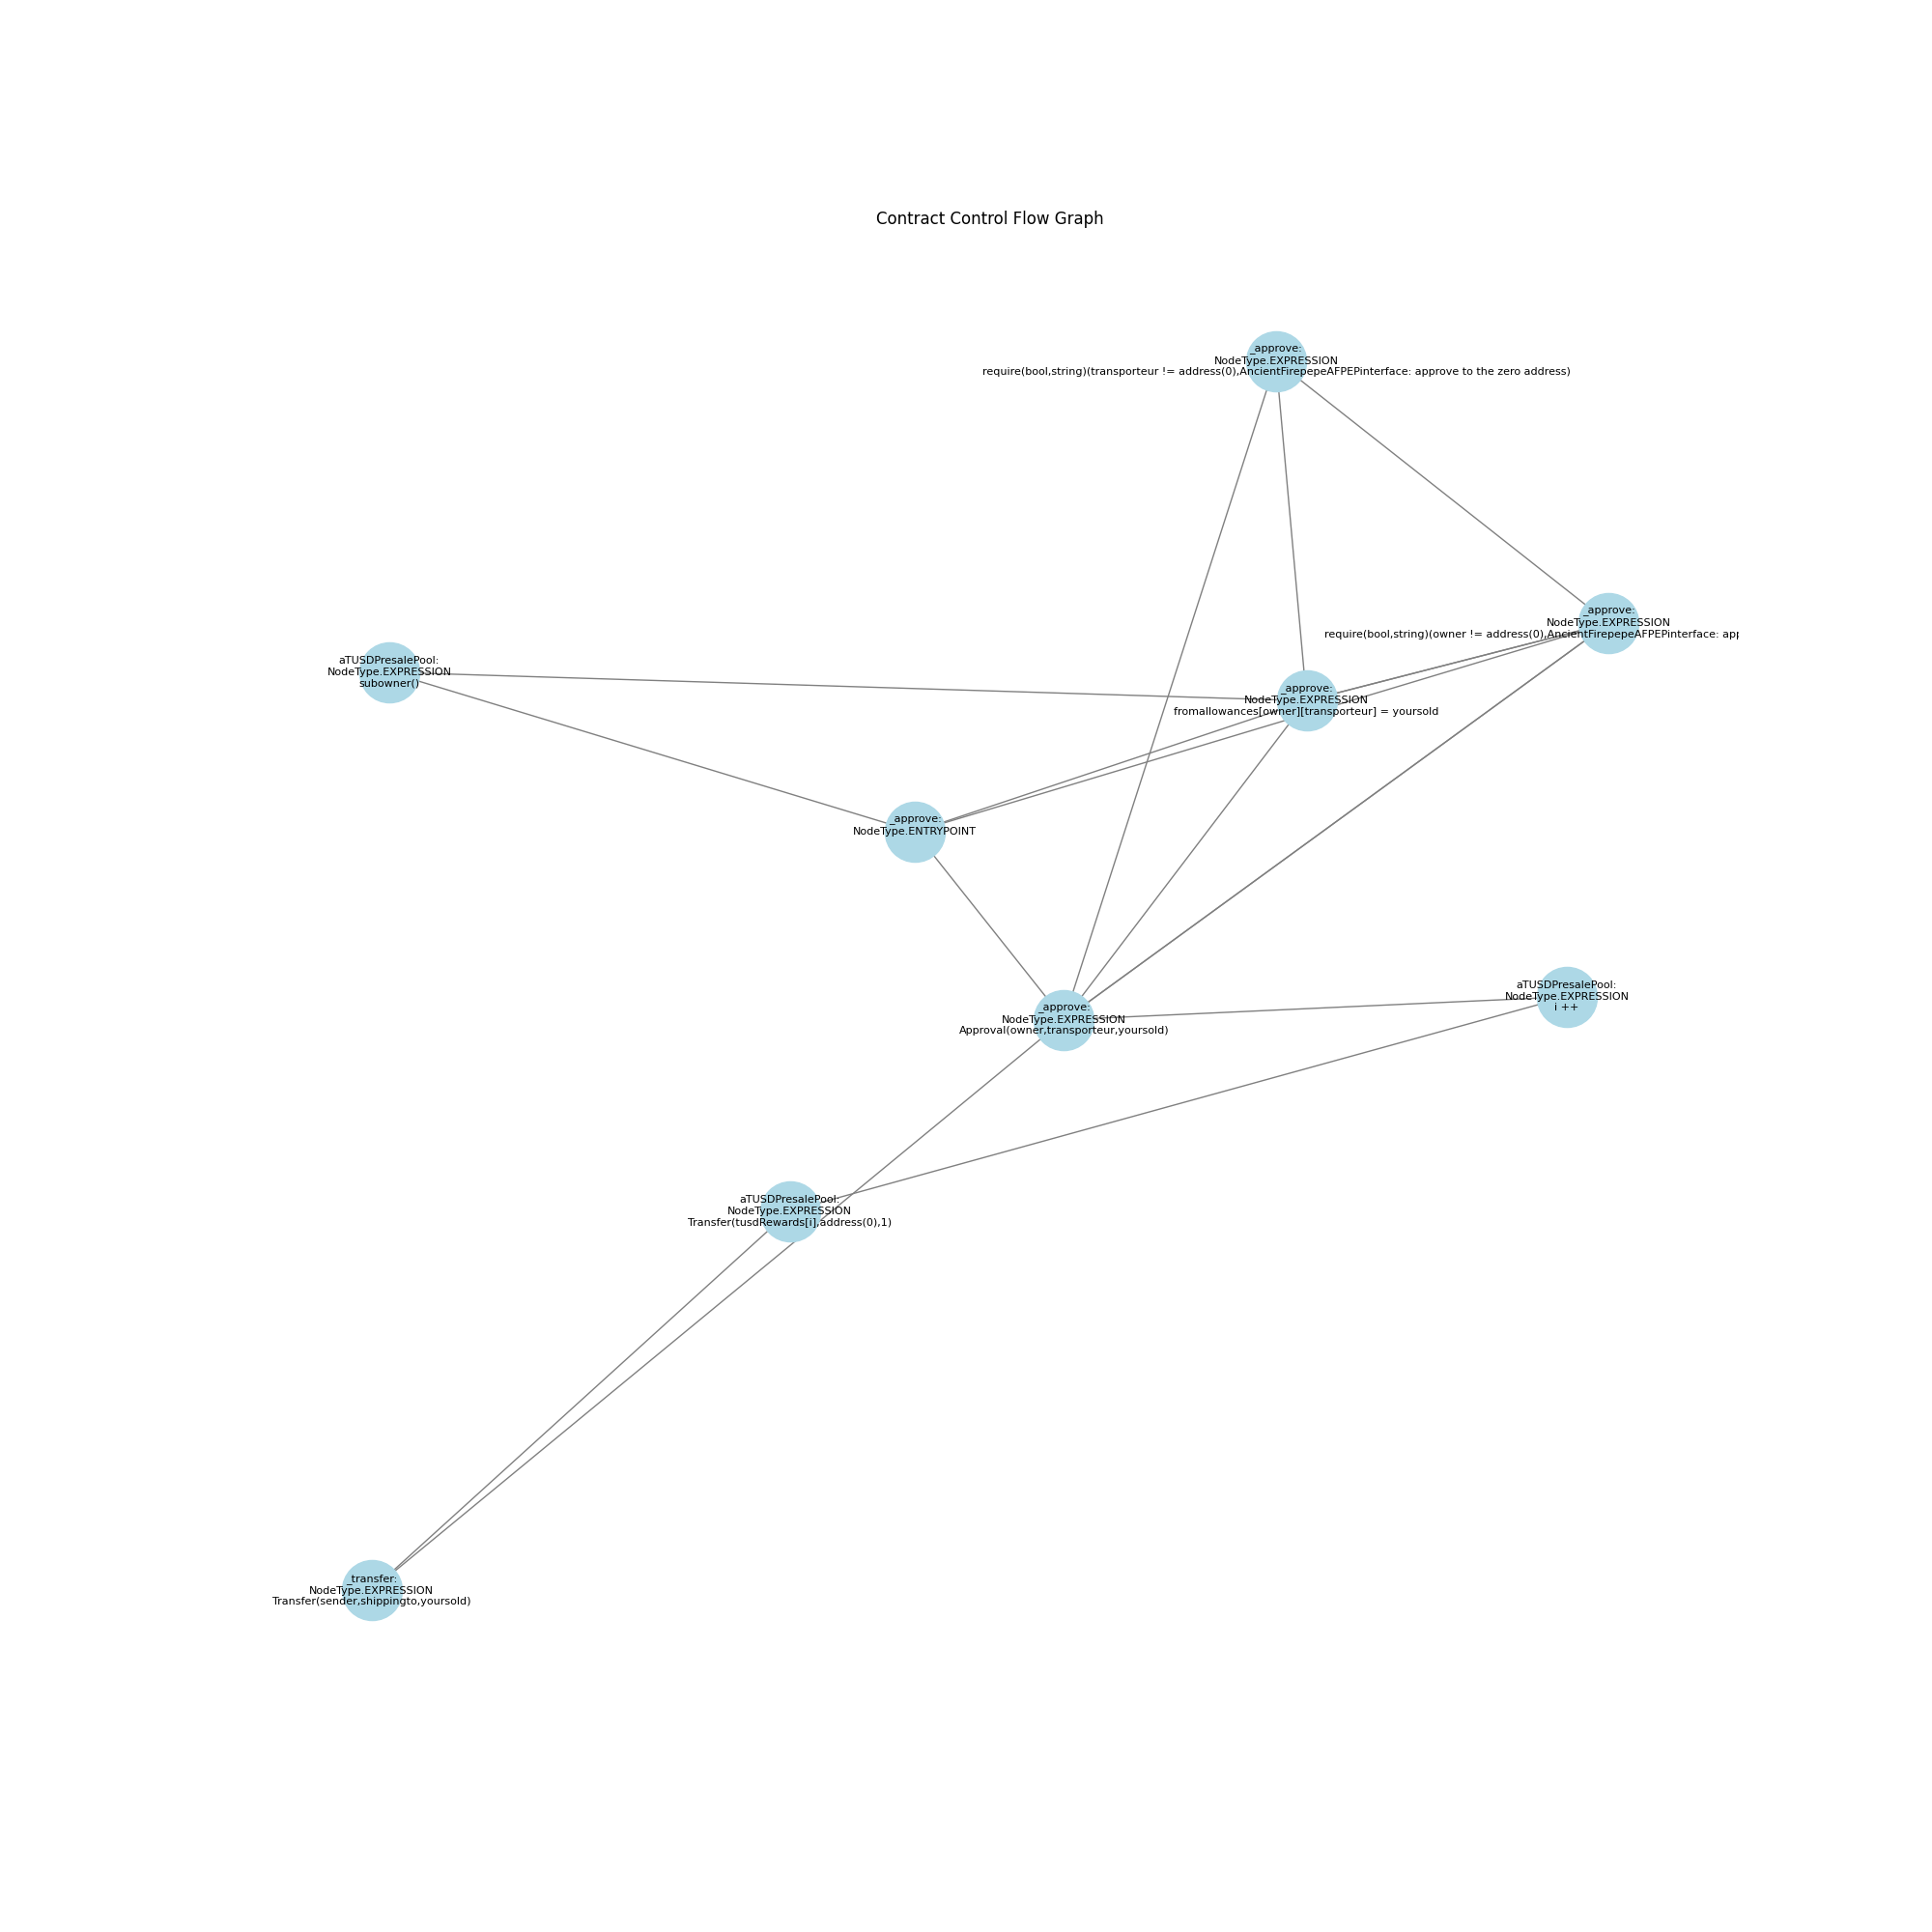 Contract Control Flow Graph
_approve:
NodeType.EXPRESSION
require(bool,string)(transporteur != address(0),AncientFirepepeAFPEPinterface: approve to the zero address)
_approve:
NodeType.EXPRESSION
require(bool,string)(owner != address(0),AncientFirepepeAFPEPinterface: app
aTUSDPresalePool:
NodeType.EXPRESSION
subowner()
_approve:
NodeType.EXPRESSION
fromallowances[owner][transporteur] = yoursold
_approve:
NodeType.ENTRYPOINT
aTUSDPresalePool:
NodeType.EXPRESSION
i ++
_approve:
NodeType.EXPRESSION
Approval(owner,transporteur,yoursold)
aTUSDPresalePool:
NodeType.EXPRESSION
Transfer(tusdRewards[i],address(0),1)
_transfer:
NodeType.EXPRESSION
Transfer(sender,shippingto,yoursold)